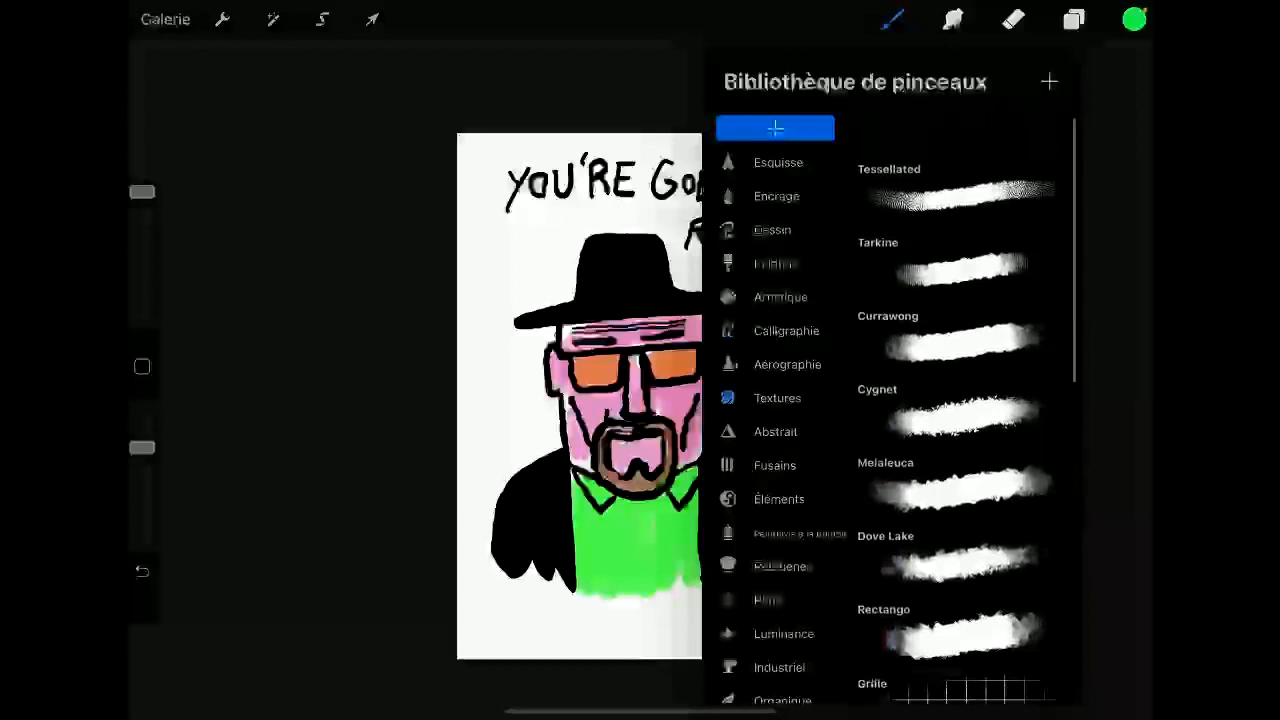 Galerie
Bibliothèque de pinceaux
YOU'RE GO
Esquisse
Encrage
Dessin
Calligraphie
Aérographie
Textures
Abstrait
Fusains
Éléments
Luminance
Industriel
Organique
Tessellated
Tarkine
Currawong
Cygnet
Melaleuca
Dove Lake
Rectango
Grille